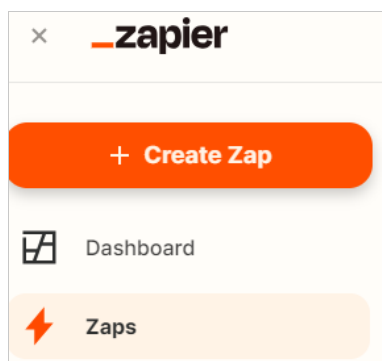 × _zapier
+ Create Zap
Dashboard
Zaps